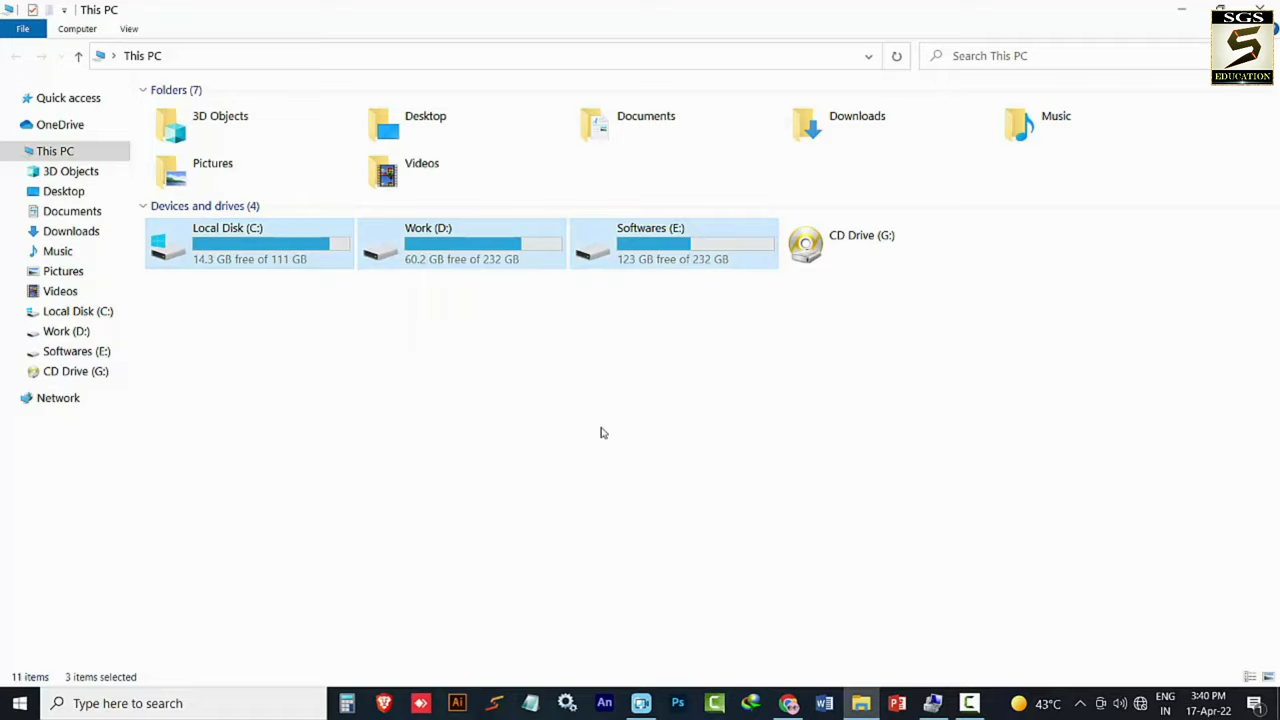 This PC
File
Computer
View
This PC
Search This PC
SGS
S
EDUCATION
Quick access
OneDrive
This PC
3D Objects
Desktop
Documents
Downloads
Music
Pictures
Videos
Local Disk (C:)
Work (D:)
Softwares (E:)
CD Drive (G:)
Network
Folders (7)
3D Objects
Desktop
Documents
Downloads
Music
Pictures
Videos
Devices and drives (4)
Local Disk (C:)
14.3 GB free of 111 GB
Work (D:)
60.2 GB free of 232 GB
Softwares (E:)
123 GB free of 232 GB
CD Drive (G:)
11 items
3 items selected
Type here to search
Ai
An
Ps
C
W
P
C
43°C
ENG
IN
3:40 PM
17-Apr-22
1